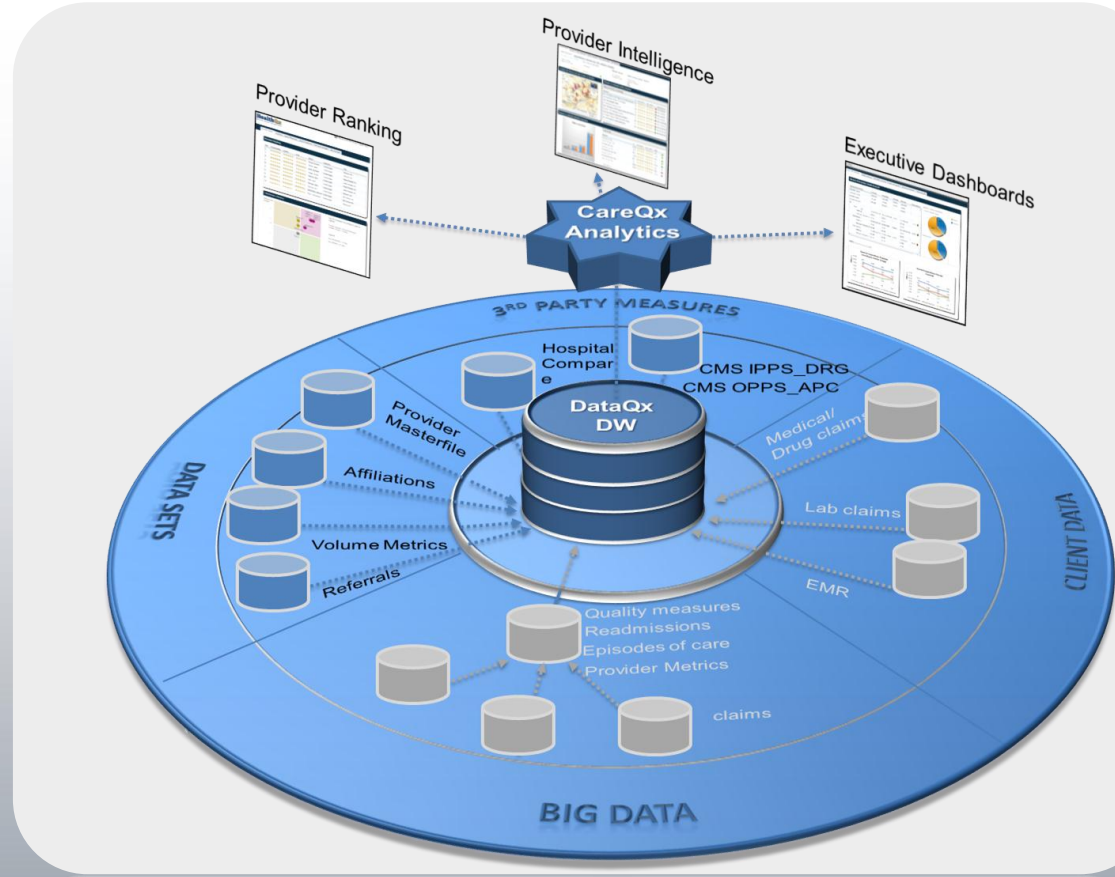 Provider Intelligence
Provider Ranking
Executive Dashboards
CareQx
Analytics
3RD PARTY MEASURES
Hospital
Compar
e
CMS IPPS_DRG
CMS OPPS_APC
DataQx
DW
Provider
Masterfile
Medical/
Drug claims
DATA SETS
Affiliations
Lab claims
CLIENT DATA
Volume Metrics
Referrals
EMR
Quality measures
Readmissions
Episodes of care
Provider Metrics
claims
BIG DATA